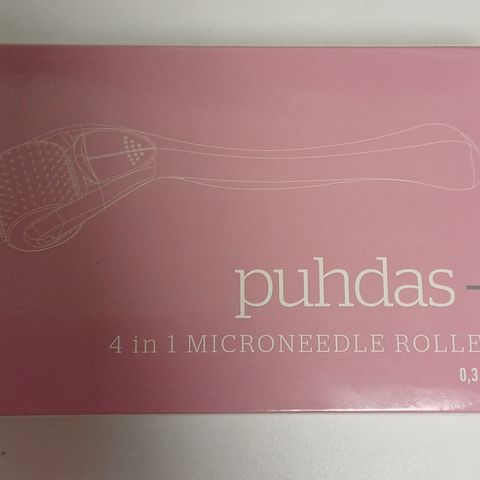 puhdas
4 in 1 MICRONEEDLE ROLLE
0,3